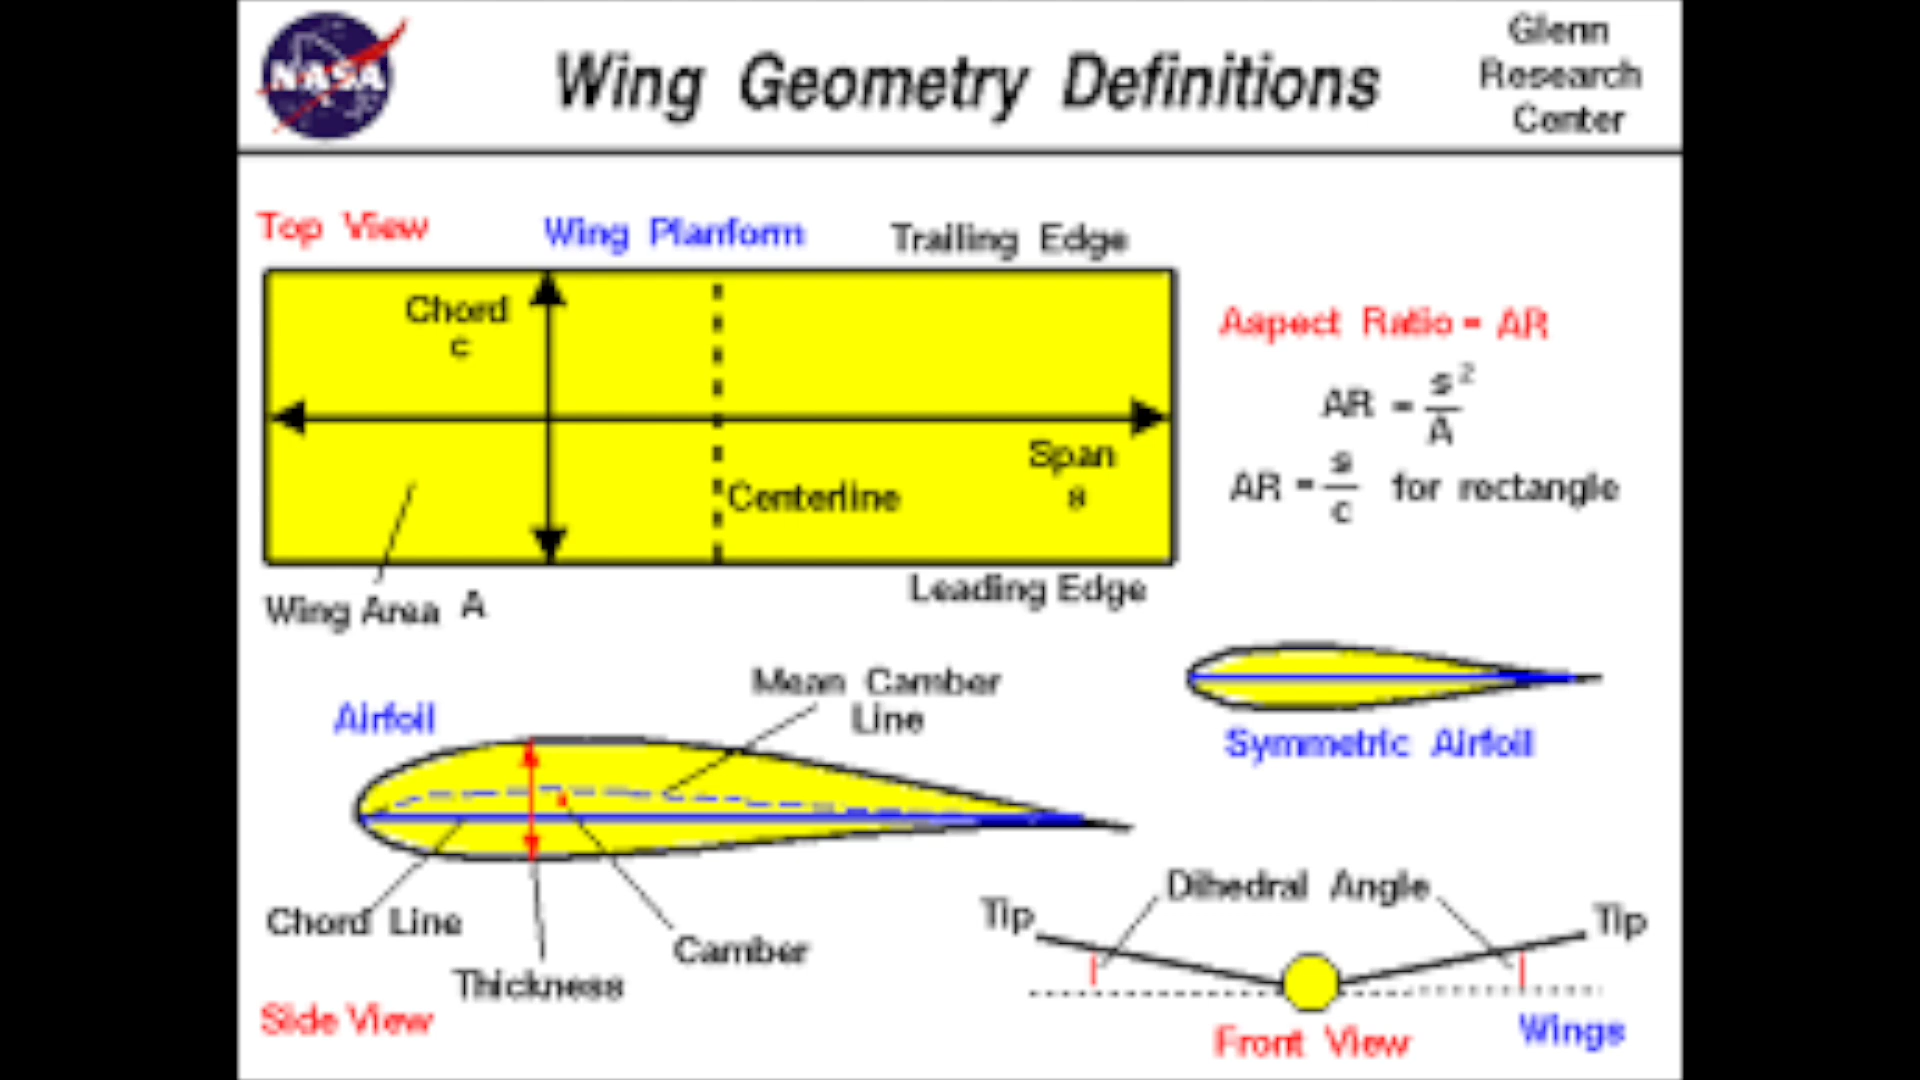 NASA
Wing Geometry Definitions
Glenn
Research
Center
Top View
Wing Planform
Trailing Edge
Chord
c
Span
s
Centerline
Wing Area A
Leading Edge
Aspect Ratio = AR
AR = s² / A
AR = s / c for rectangle
Airfoil
Mean Camber
Line
Symmetric Airfoil
Chord Line
Camber
Thickness
Side View
Dihedral Angle
Tip
Tip
Front View
Wings